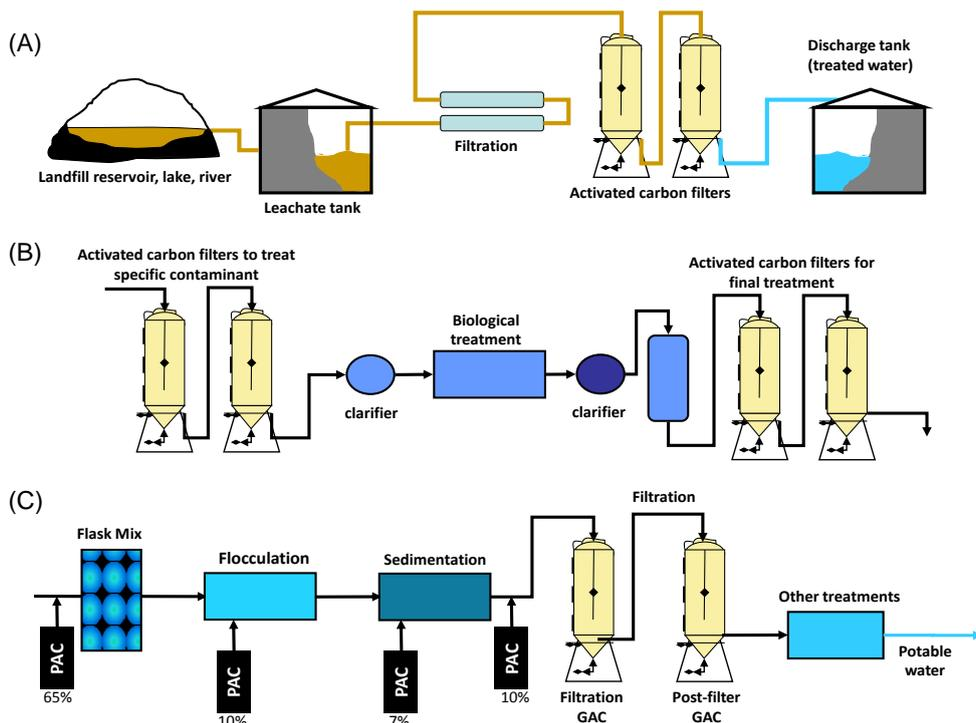 (A)
Discharge tank
(treated water)
Filtration
Landfill reservoir, lake, river
Activated carbon filters
Leachate tank
(B)
Activated carbon filters to treat
specific contaminant
Activated carbon filters for
final treatment
Biological
treatment
clarifier
clarifier
(C)
Filtration
Flask Mix
Flocculation
Sedimentation
Other treatments
PAC
PAC
PAC
PAC
Potable
water
65%
10%
7%
10%
Filtration
GAC
Post-filter
GAC